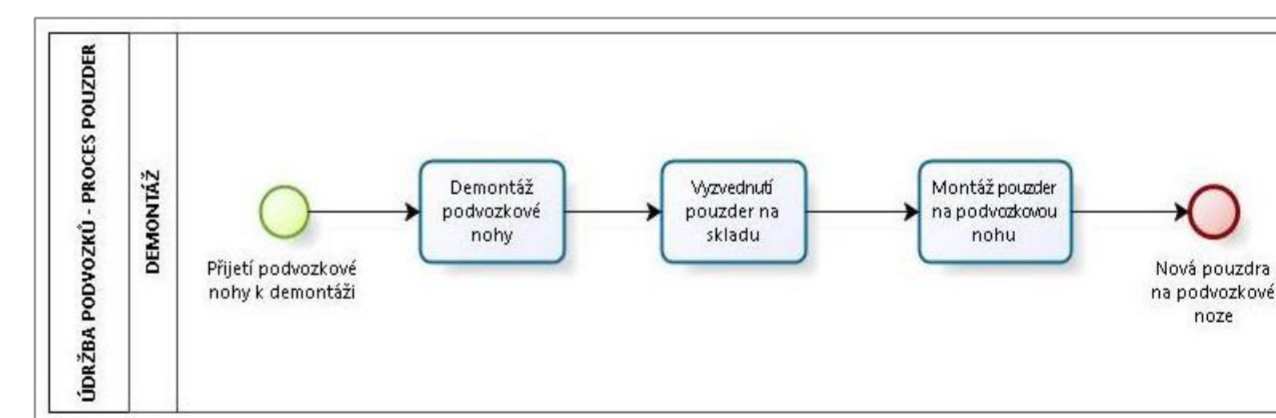 ÚDRŽBA PODVOZKŮ - PROCES POUZDER
DEMONTÁŽ
Přijetí podvozkové
nohy k demontáži
Demontáž
podvozkové
nohy
Vyzvednutí
pouzder na
skladu
Montáž pouzder
na podvozkovou
nohu
Nová pouzdra
na podvozkové
noze